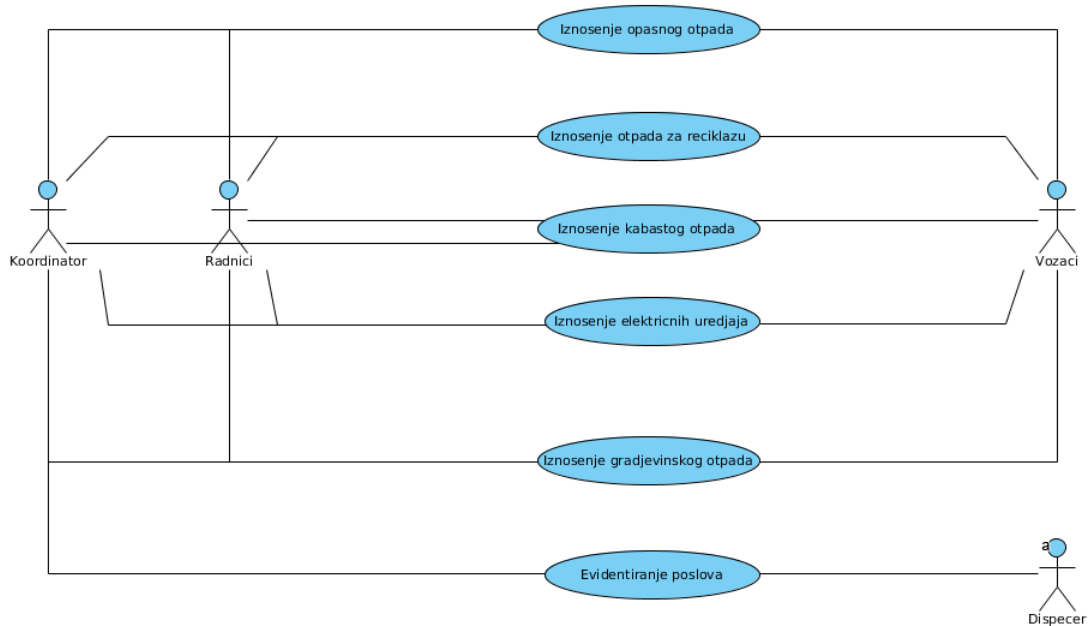 Iznosenje opasnog otpada
Iznosenje otpada za reciklazu
Iznosenje kabastog otpada
Koordinator
Radnici
Vozaci
Iznosenje elektricnih uredjaja
Iznosenje gradjevinskog otpada
a
Evidentiranje poslova
Dispecer